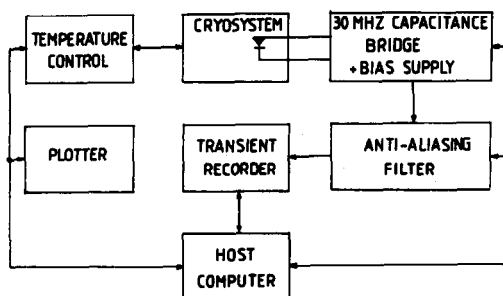 TEMPERATURE
CONTROL
CRYOSYSTEM
30 MHZ CAPACITANCE
BRIDGE
+BIAS SUPPLY
PLOTTER
TRANSIENT
RECORDER
ANTI-ALIASING
FILTER
HOST
COMPUTER